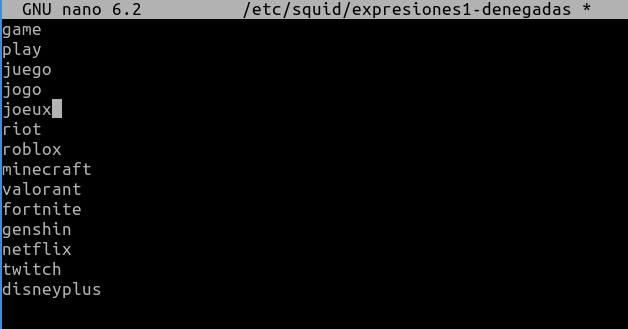 GNU nano 6.2 /etc/squid/expresiones1-denegadas *
game
play
juego
jogo
joeux
riot
roblox
minecraft
valorant
fortnite
genshin
netflix
twitch
disneyplus